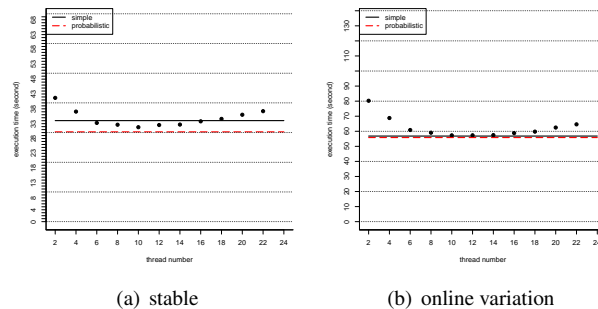 simple
probabilistic
execution time (second)
0 3 8 13 18 23 28 33 38 43 48 53 58 63 68
2 4 6 8 10 12 14 16 18 20 22 24
thread number
(a) stable
simple
probabilistic
execution time (second)
0 10 20 30 40 50 60 70 80 90 100 110 120 130
2 4 6 8 10 12 14 16 18 20 22 24
thread number
(b) online variation